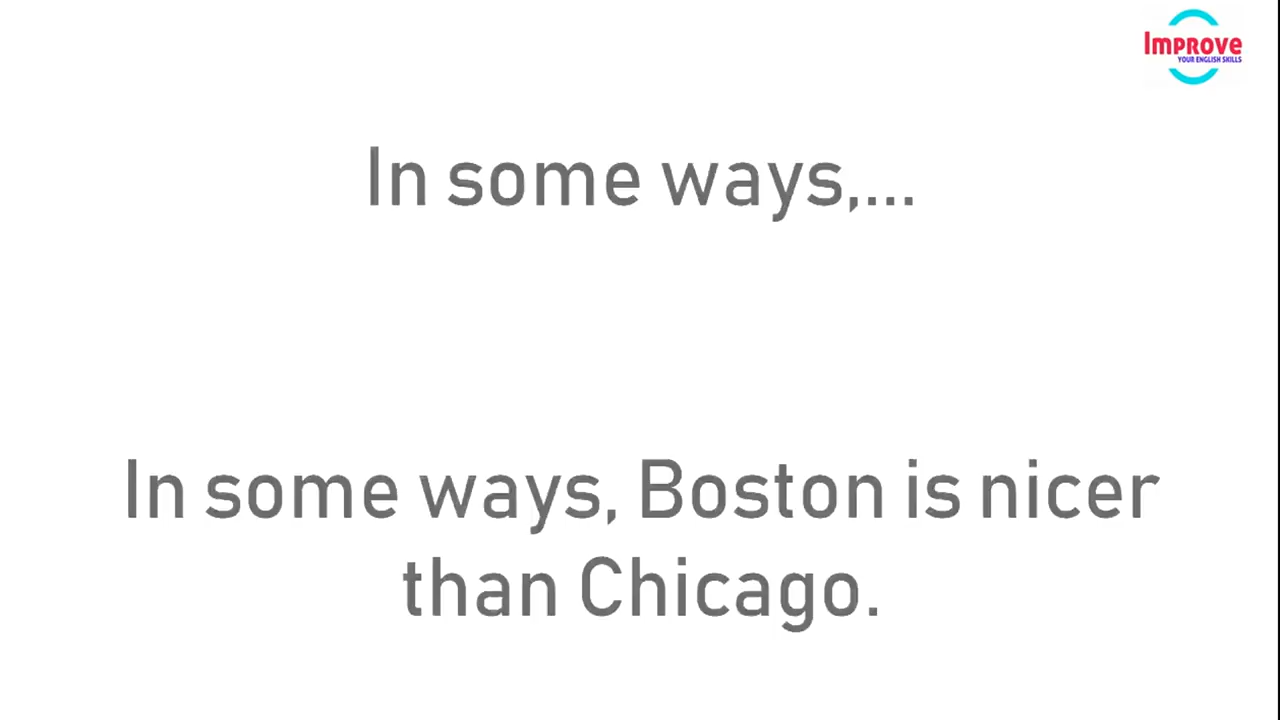 Improve
YOUR ENGLISH SKILLS
In some ways,...
In some ways, Boston is nicer
than Chicago.